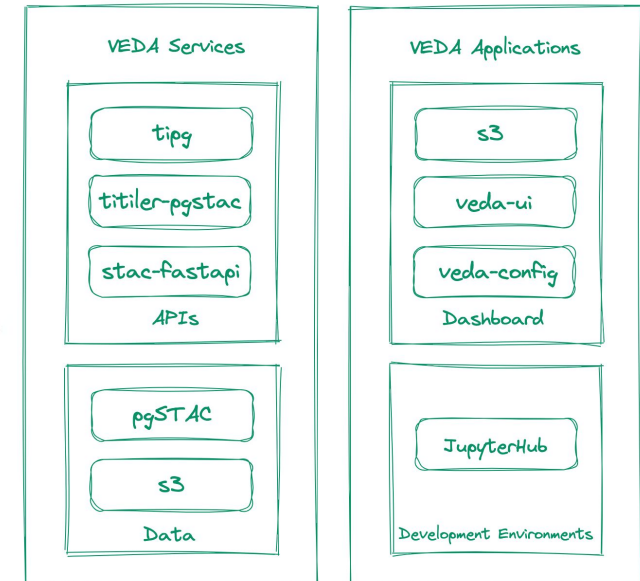 VEDA Services
tipg
titiler-pgstac
stac-fastapi
APIs
pgSTAC
s3
Data
VEDA Applications
s3
veda-ui
veda-config
Dashboard
JupyterHub
Development Environments